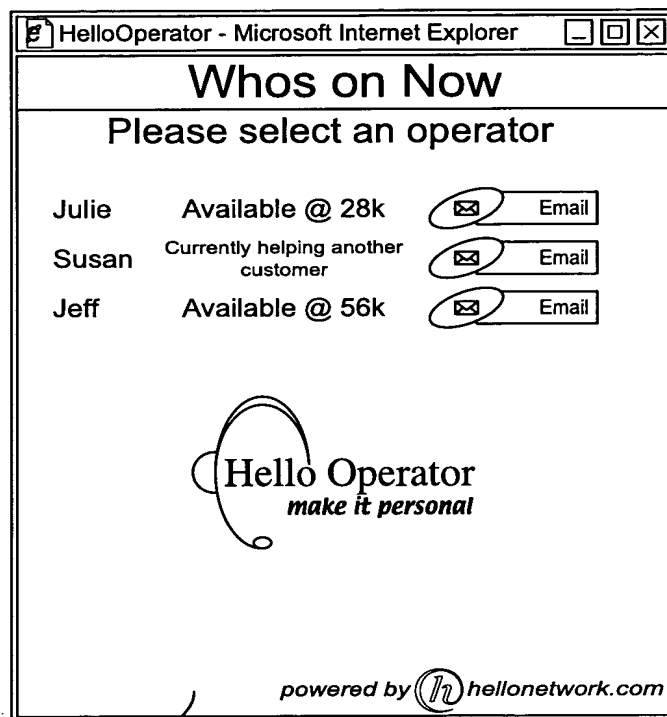 HelloOperator - Microsoft Internet Explorer
Whos on Now
Please select an operator
Julie Available @ 28k Email
Susan Currently helping another customer Email
Jeff Available @ 56k Email
Hello Operator
make it personal
powered by h hellonetwork.com